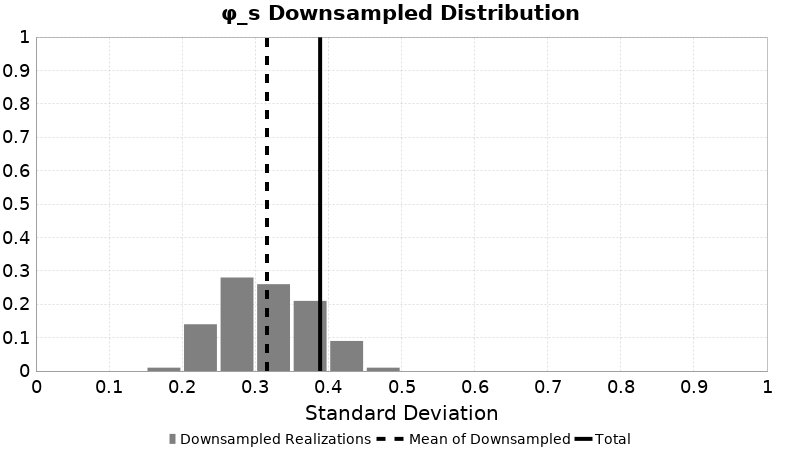 φ_s Downsampled Distribution
1
0.9
0.8
0.7
0.6
0.5
0.4
0.3
0.2
0.1
0
0 0.1 0.2 0.3 0.4 0.5 0.6 0.7 0.8 0.9 1
Standard Deviation
Downsampled Realizations Mean of Downsampled Total